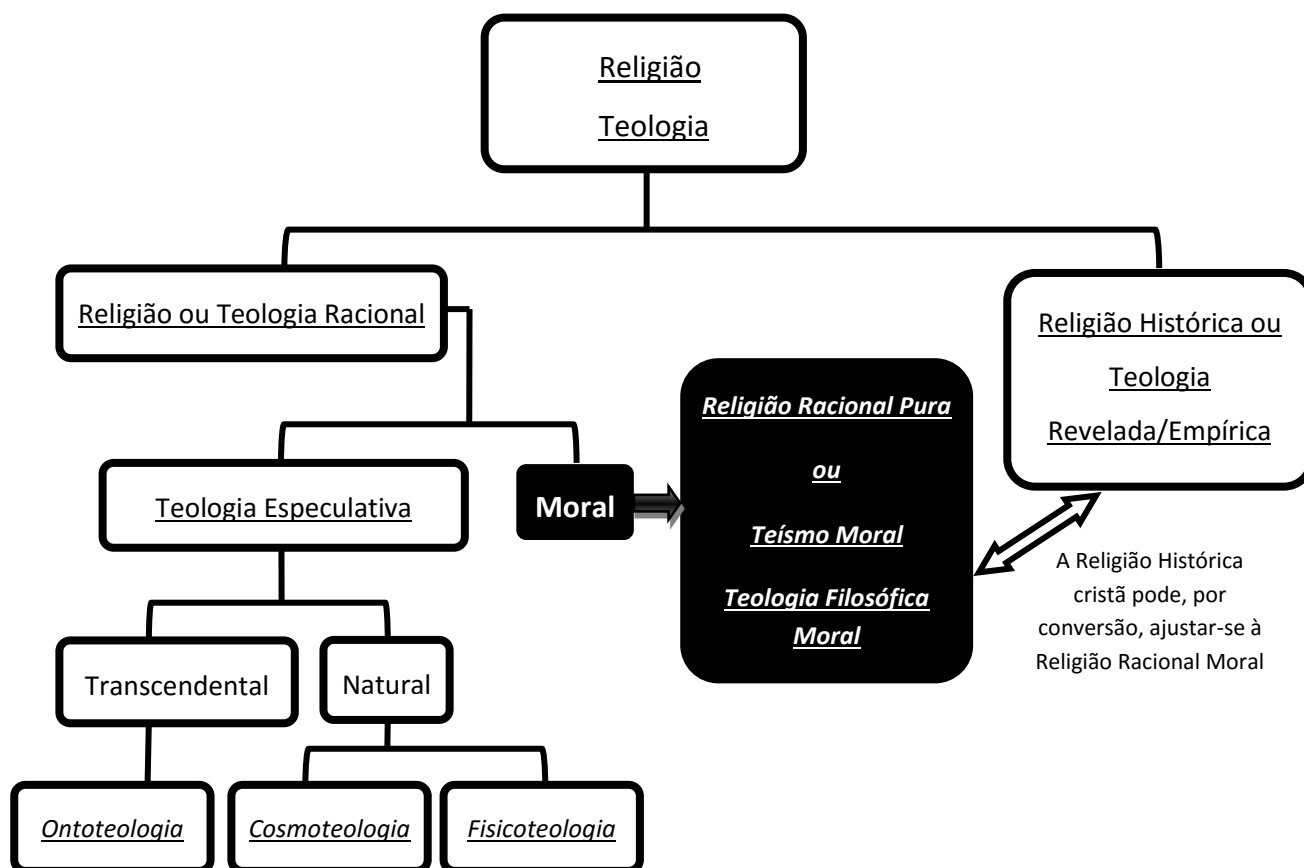 Religião
Teologia
Religião ou Teologia Racional
Religião Histórica ou
Teologia
Revelada/Empírica
Religião Racional Pura
ou
Teísmo Moral
Teologia Filosófica
Moral
Teologia Especulativa
Moral
A Religião Histórica
cristã pode, por
conversão, ajustar-se à
Religião Racional Moral
Transcendental
Natural
Ontoteologia
Cosmoteologia
Fisicoteologia